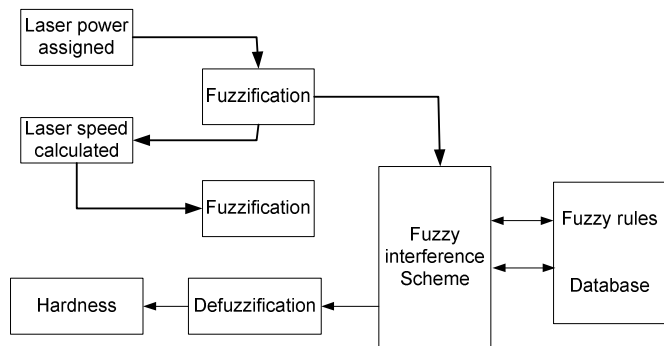 Laser power
assigned
Fuzzification
Laser speed
calculated
Fuzzification
Fuzzy
interference
Scheme
Fuzzy rules
Database
Hardness
Defuzzification